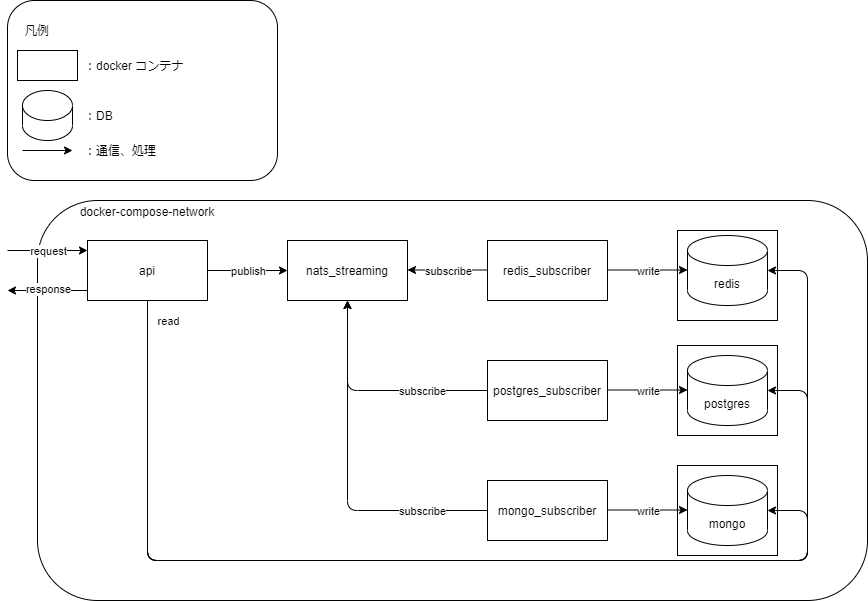 凡例
：docker コンテナ
：DB
：通信、処理
docker-compose-network
request
response
api
publish
nats_streaming
subscribe
redis_subscriber
write
redis
read
subscribe
postgres_subscriber
write
postgres
subscribe
mongo_subscriber
write
mongo